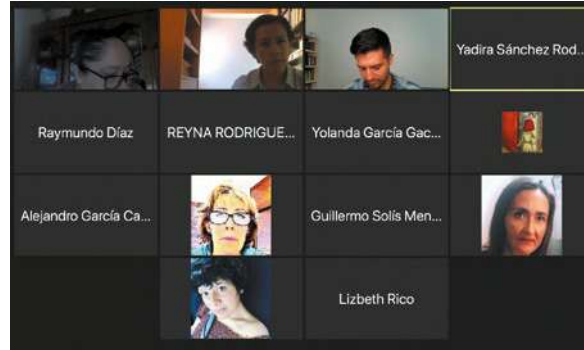 Yadira Sánchez Rod...
Raymundo Díaz
REYNA RODRIGUE...
Yolanda García Gac...
Alejandro García Ca...
Guillermo Solís Men...
Lizbeth Rico